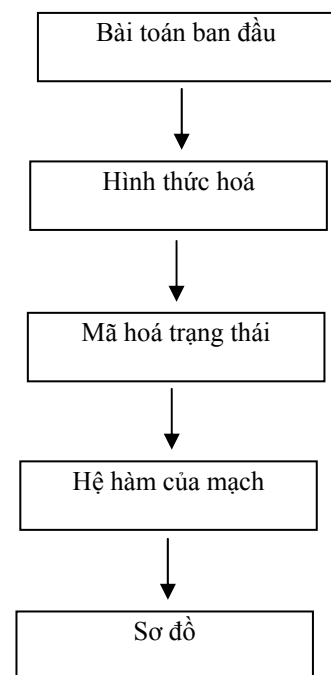 Bài toán ban đầu
Hình thức hoá
Mã hoá trạng thái
Hệ hàm của mạch
Sơ đồ